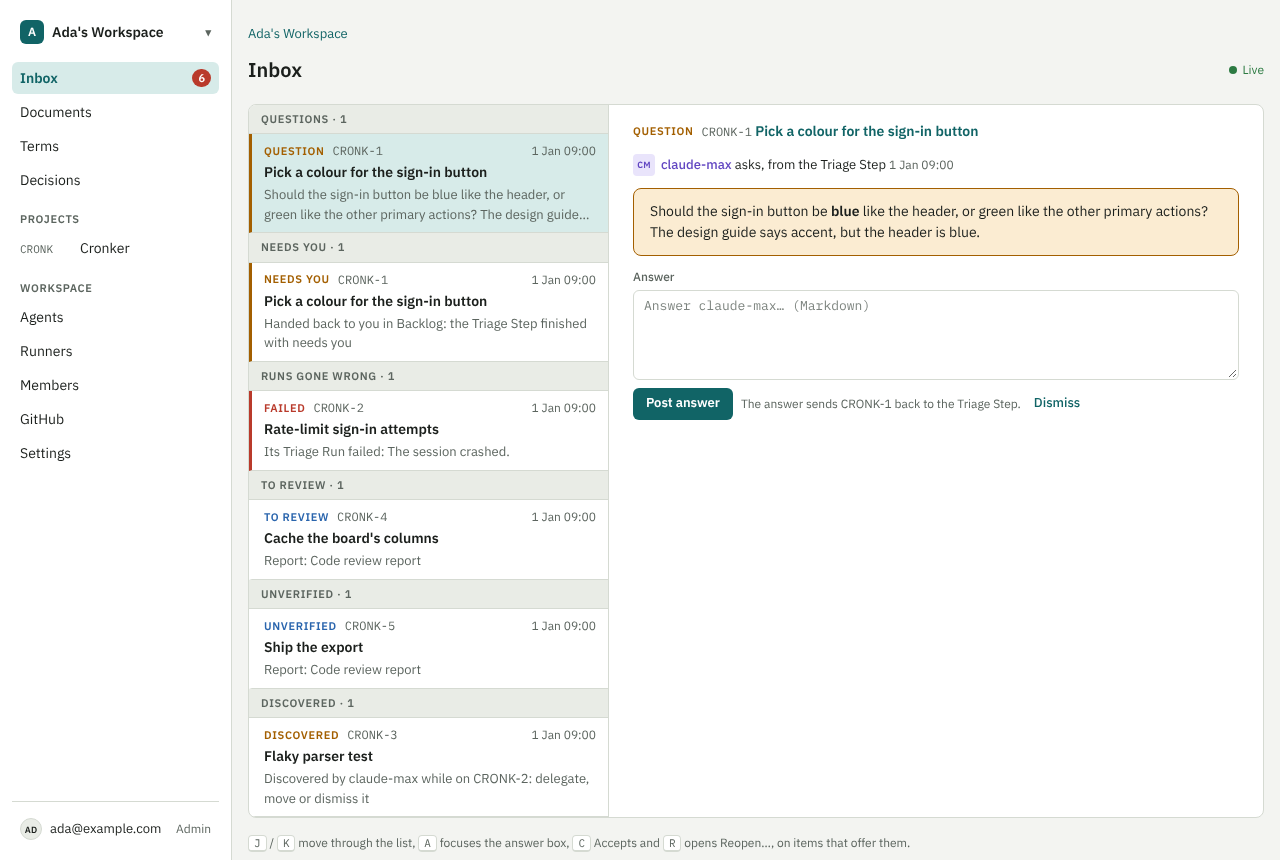 A Ada's Workspace ▾
Inbox 6
Documents
Terms
Decisions
PROJECTS
CRONK Cronker
WORKSPACE
Agents
Runners
Members
GitHub
Settings
AD ada@example.com Admin
Ada's Workspace
Inbox
Live
QUESTIONS · 1
QUESTION CRONK-1 1 Jan 09:00
Pick a colour for the sign-in button
Should the sign-in button be blue like the header, or
green like the other primary actions? The design guide…
NEEDS YOU · 1
NEEDS YOU CRONK-1 1 Jan 09:00
Pick a colour for the sign-in button
Handed back to you in Backlog: the Triage Step finished
with needs you
RUNS GONE WRONG · 1
FAILED CRONK-2 1 Jan 09:00
Rate-limit sign-in attempts
Its Triage Run failed: The session crashed.
TO REVIEW · 1
TO REVIEW CRONK-4 1 Jan 09:00
Cache the board's columns
Report: Code review report
UNVERIFIED · 1
UNVERIFIED CRONK-5 1 Jan 09:00
Ship the export
Report: Code review report
DISCOVERED · 1
DISCOVERED CRONK-3 1 Jan 09:00
Flaky parser test
Discovered by claude-max while on CRONK-2: delegate,
move or dismiss it
QUESTION CRONK-1 Pick a colour for the sign-in button
CM claude-max asks, from the Triage Step 1 Jan 09:00
Should the sign-in button be blue like the header, or green like the other primary actions?
The design guide says accent, but the header is blue.
Answer
Answer claude-max… (Markdown)
Post answer The answer sends CRONK-1 back to the Triage Step. Dismiss
J / K move through the list, A focuses the answer box, C Accepts and R opens Reopen…, on items that offer them.